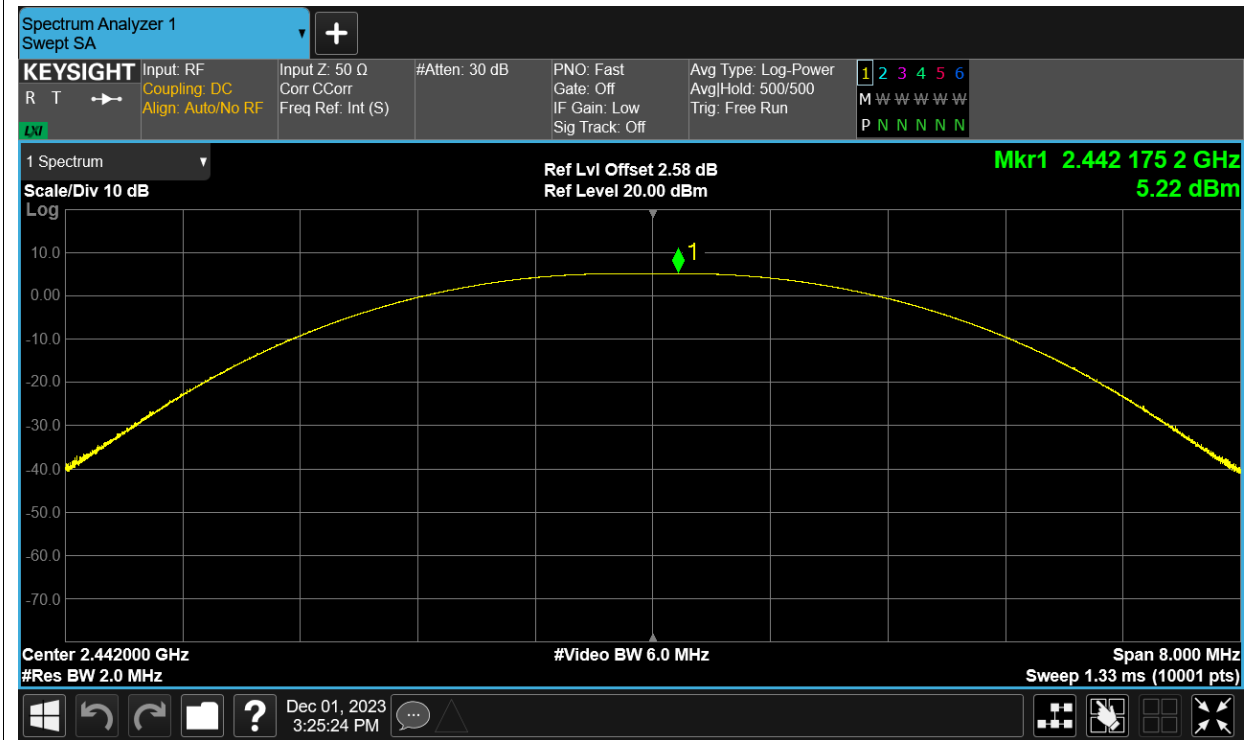 Spectrum Analyzer 1
Swept SA
KEYSIGHT
R T
LXI
Input: RF
Coupling: DC
Align: Auto/No RF
Input Z: 50 Ω
Corr CCorr
Freq Ref: Int (S)
#Atten: 30 dB
PNO: Fast
Gate: Off
IF Gain: Low
Sig Track: Off
Avg Type: Log-Power
Avg|Hold: 500/500
Trig: Free Run
1 2 3 4 5 6
M W W W W W
P N N N N N N
1 Spectrum
Scale/Div 10 dB
Log
Ref Lvl Offset 2.58 dB
Ref Level 20.00 dBm
Mkr1 2.442 175 2 GHz
5.22 dBm
1
10.0
0.00
-10.0
-20.0
-30.0
-40.0
-50.0
-60.0
-70.0
Center 2.442000 GHz
#Res BW 2.0 MHz
#Video BW 6.0 MHz
Span 8.000 MHz
Sweep 1.33 ms (10001 pts)
?
Dec 01, 2023
3:25:24 PM